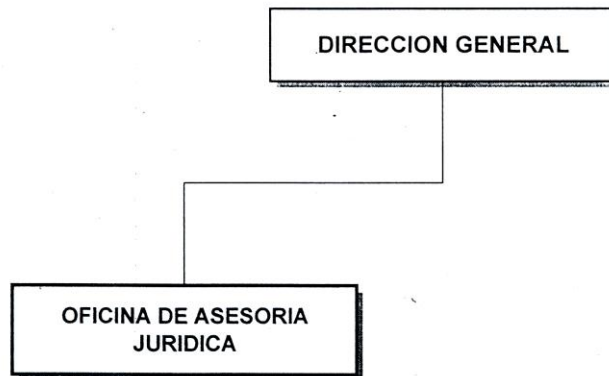 DIRECCION GENERAL
OFICINA DE ASESORIA
JURIDICA